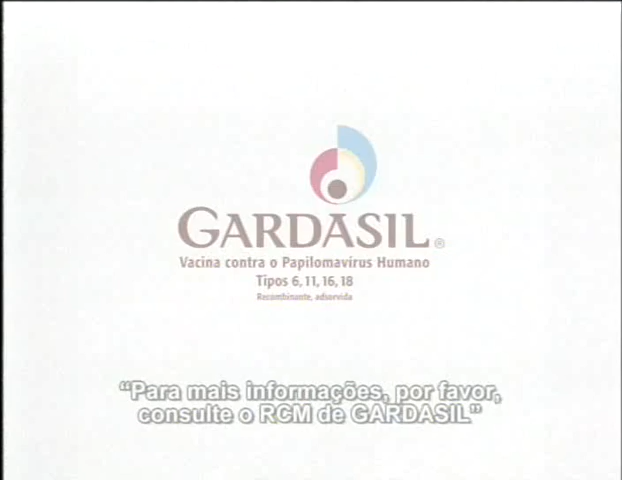 GARDASIL®
Vacina contra o Papilomavírus Humano
Tipos 6, 11, 16, 18
Recombinante, adsorvida
“Para mais informações, por favor,
consulte o RCM de GARDASIL”